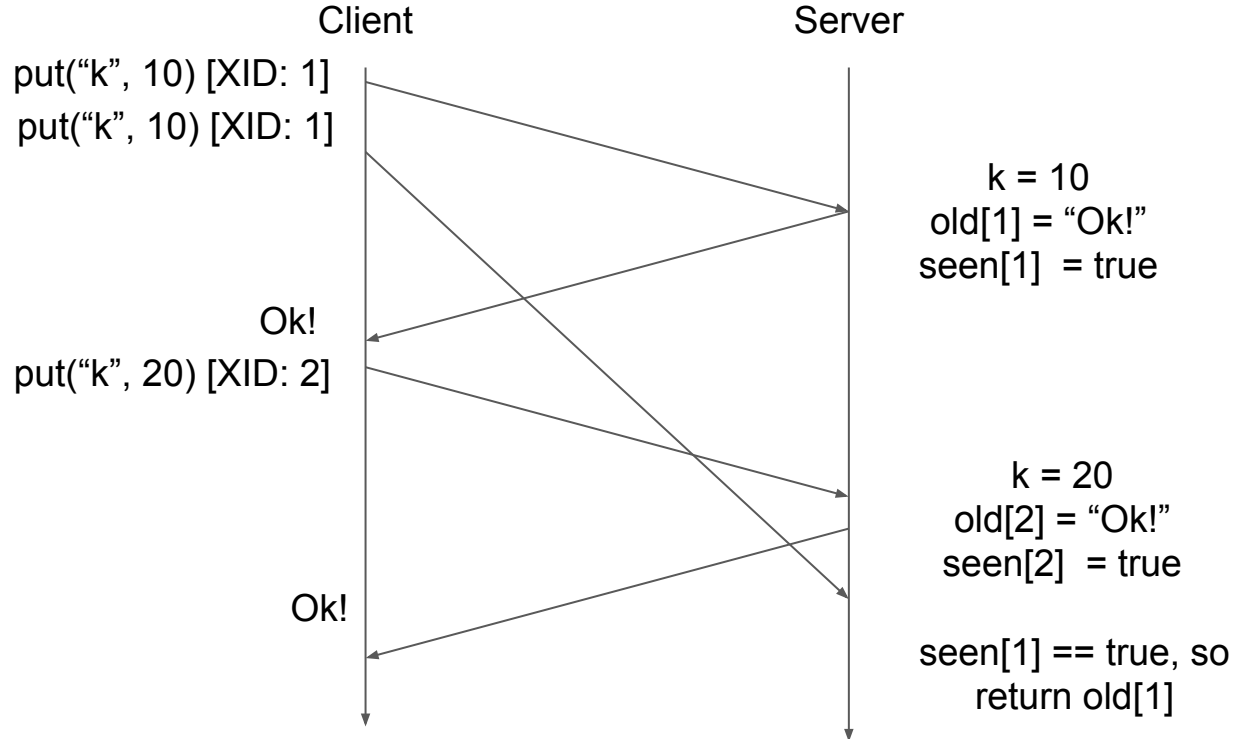 Client
Server
put(“k”, 10) [XID: 1]
put(“k”, 10) [XID: 1]
k = 10
old[1] = “Ok!”
seen[1]  = true
Ok!
put(“k”, 20) [XID: 2]
k = 20
old[2] = “Ok!”
seen[2]  = true
Ok!
seen[1] == true, so
return old[1]